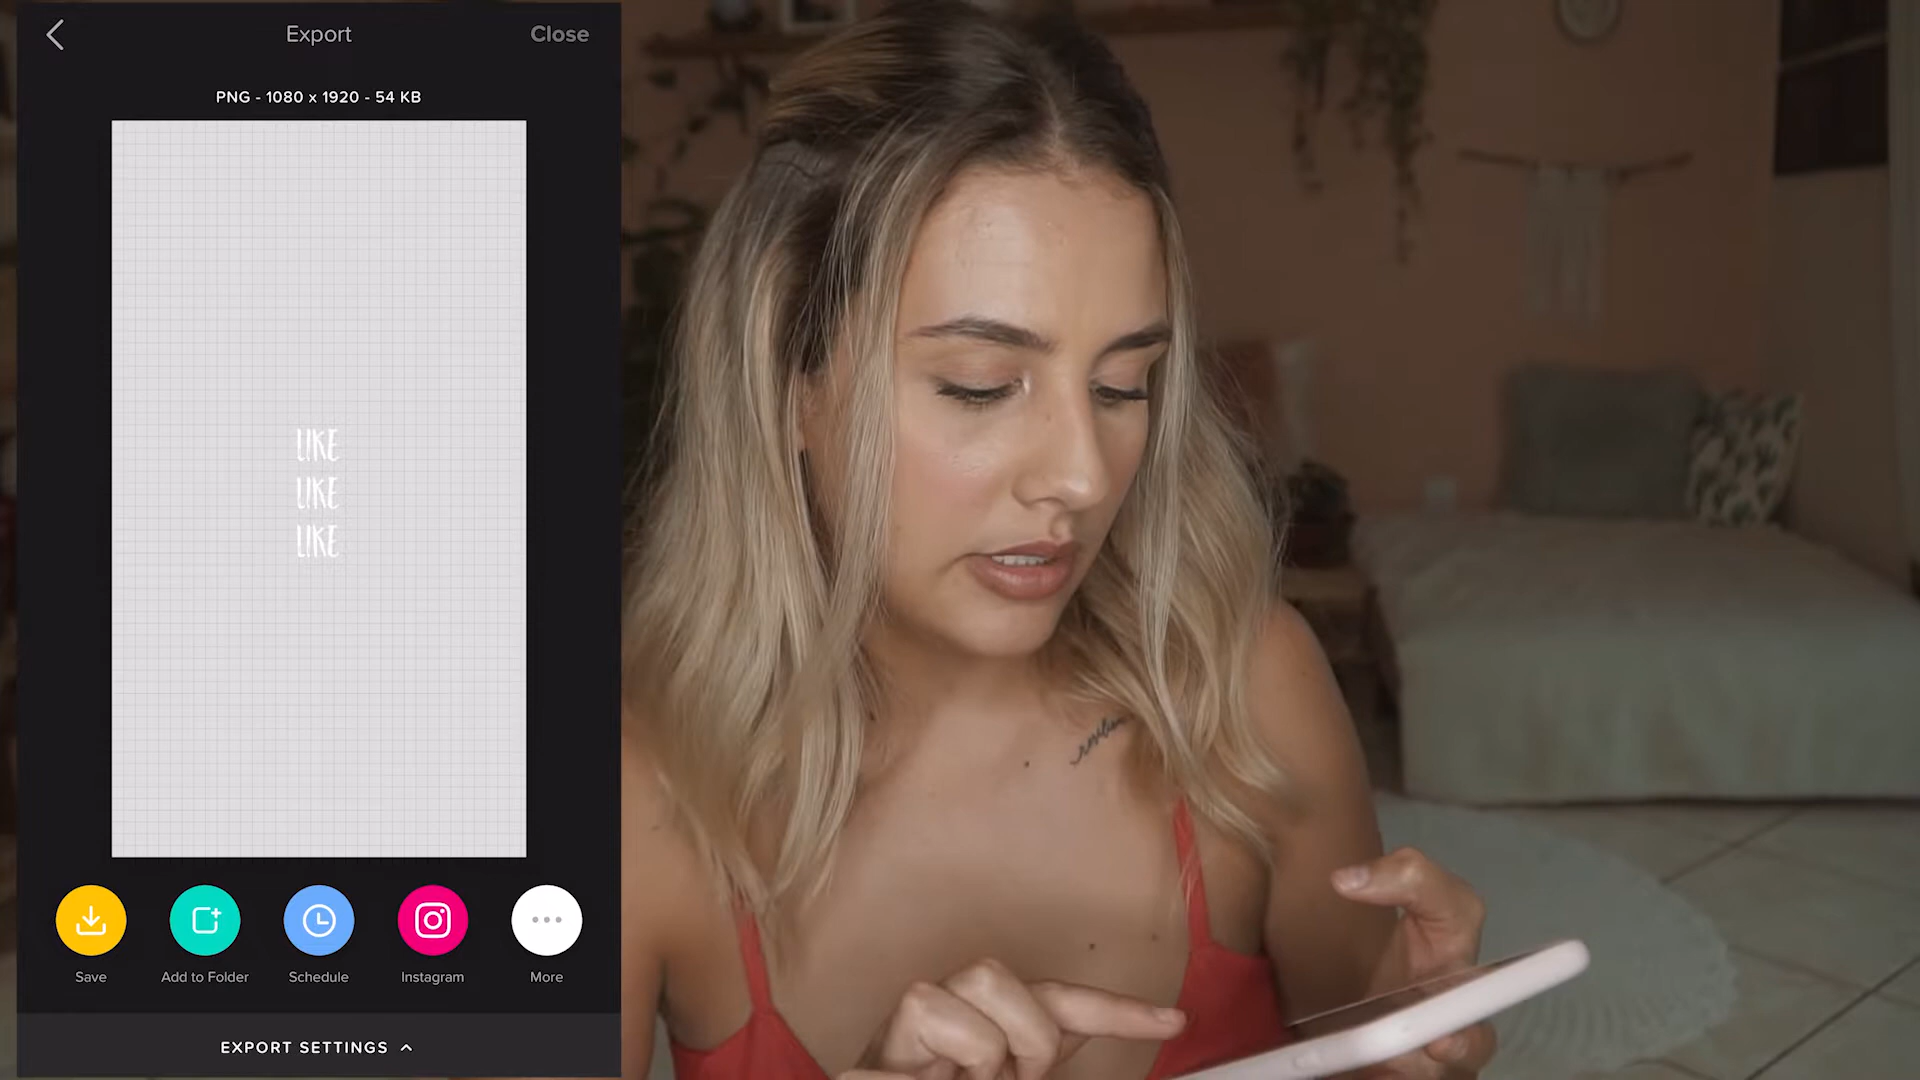 Export
Close
PNG - 1080 x 1920 - 54 KB
LIKE
LIKE
LIKE
Save
Add to Folder
Schedule
Instagram
More
EXPORT SETTINGS